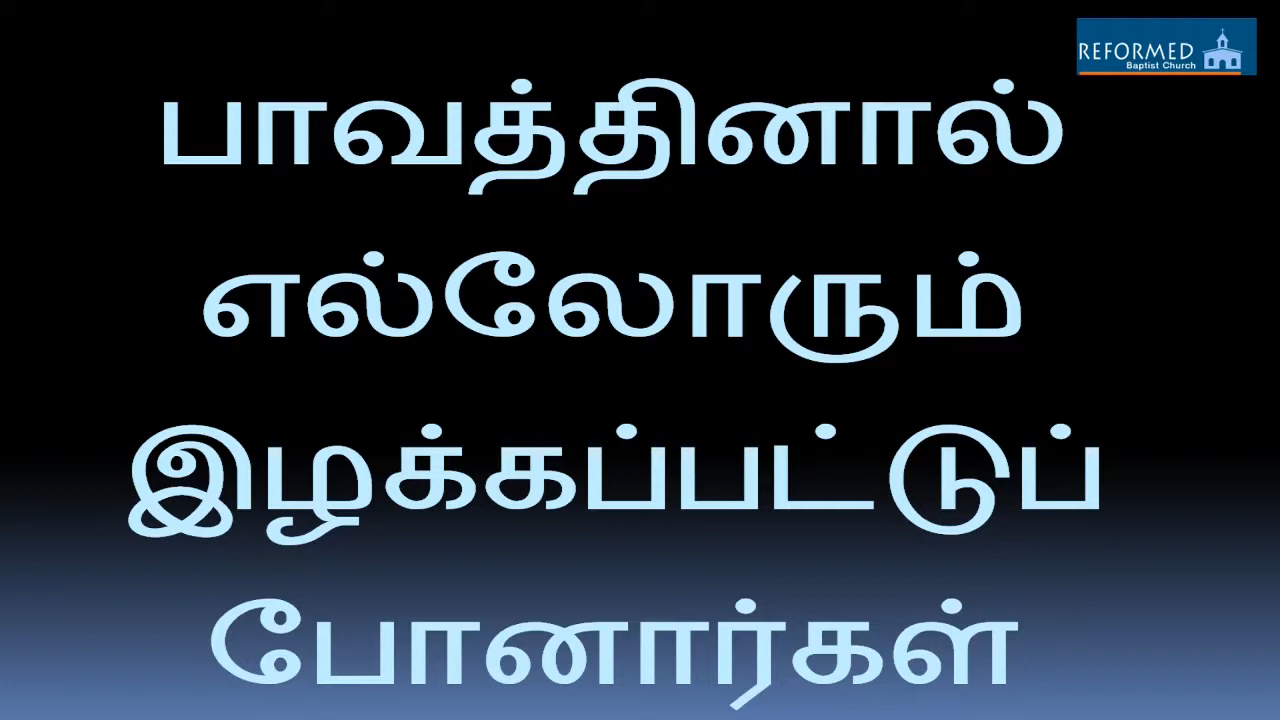 REFORMED
Baptist Church
பாவத்தினால்
எல்லோரும்
இழக்கப்பட்டுப்
போனார்கள்